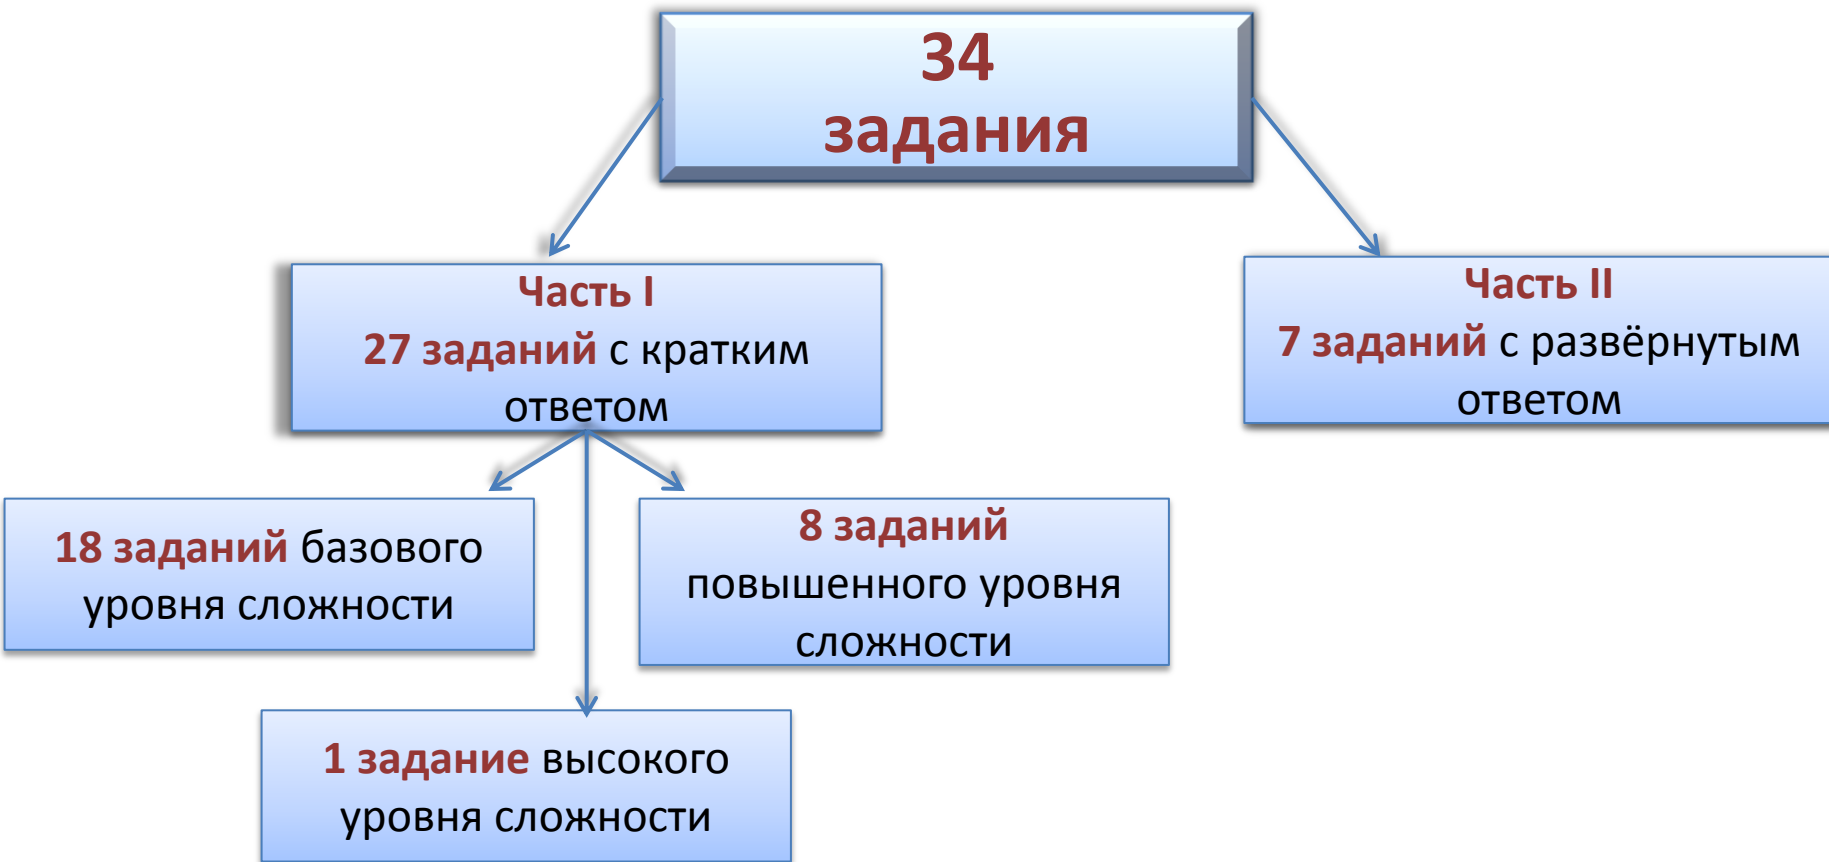 34
задания
Часть I
27 заданий с кратким
ответом
Часть II
7 заданий с развёрнутым
ответом
18 заданий базового
уровня сложности
8 заданий
повышенного уровня
сложности
1 задание высокого
уровня сложности